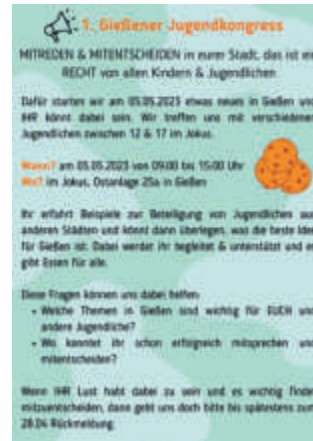 1. Gießener Jugendkongress
MITREDEN & MITENTSCHEIDEN in eurer Stadt, das ist ein
RECHT von allen Kindern & Jugendlichen
Dafür starten wir am 05.05.2023 etwas neues in Gießen und
IHR könnt dabei sein. Wir treffen uns mit verschiedenen
Jugendlichen zwischen 12 & 17 im Jokus.
Wann? am 05.05.2023 von 09:00 bis 15:00 Uhr
Wo? im Jokus, Ostanlage 25a in Gießen
Ihr erfahrt Beispiele zur Beteiligung von Jugendlichen aus
anderen Städten und könnt dann überlegen, was die beste Idee
für Gießen ist. Dabei werdet ihr begleitet & unterstützt und es
gibt Essen für alle.
Diese Fragen können uns dabei helfen:
• Welche Themen in Gießen sind wichtig für EUCH und
andere Jugendliche?
• Wo konntet ihr schon erfolgreich mitsprechen und
mitentscheiden?
Wenn IHR Lust habt dabei zu sein und es wichtig findet
mitzuentscheiden, dann gebt uns doch bitte bis spätestens zum
28.04 Rückmeldung.